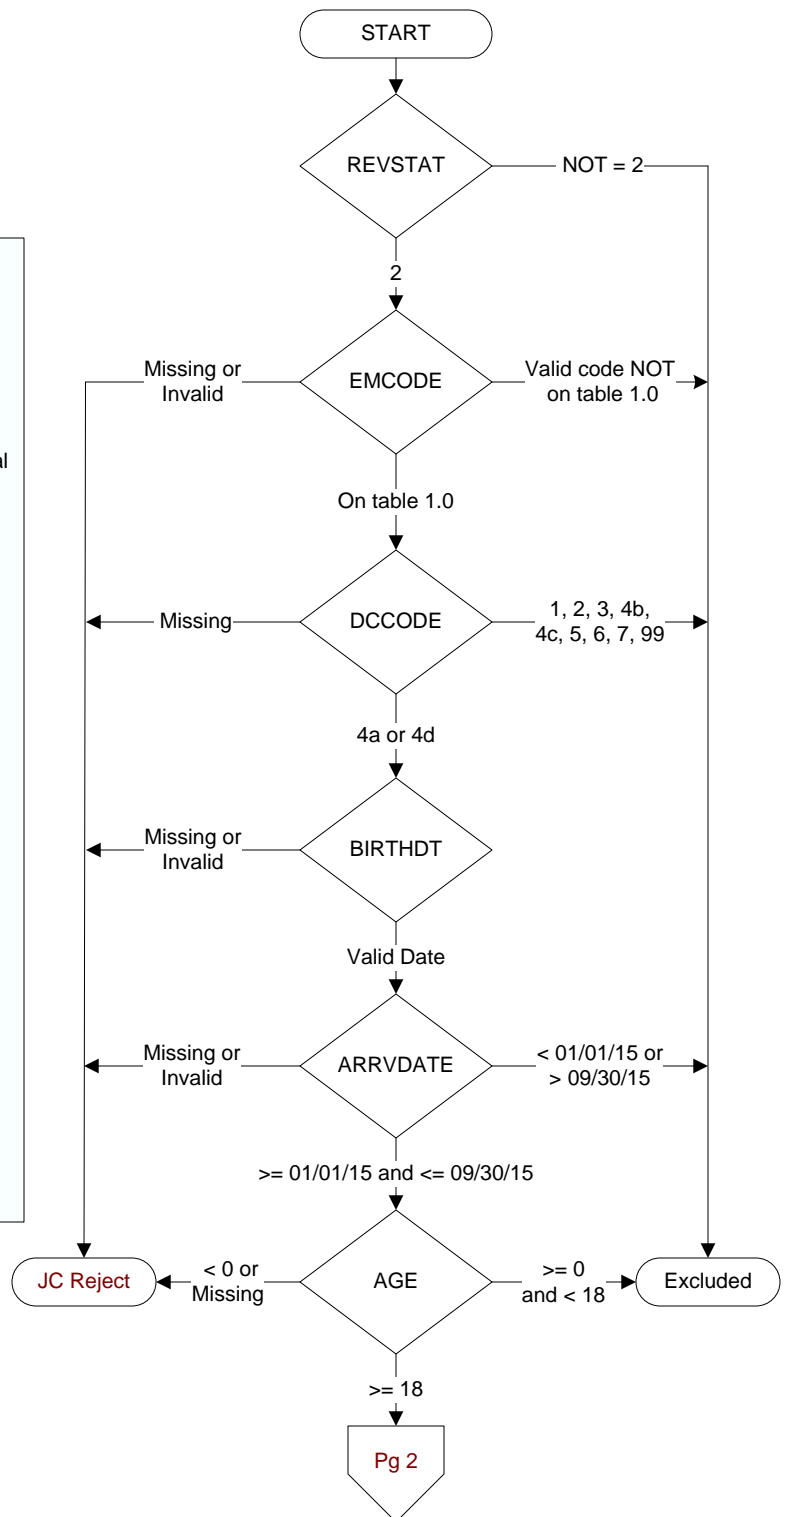 START
REVSTAT
NOT = 2
2
Missing or
Invalid
EMCODE
Valid code NOT
on table 1.0
al
On table 1.0
Missing
DCCODE
1, 2, 3, 4b,
4c, 5, 6, 7, 99
4a or 4d
Missing or
Invalid
BIRTHDT
Valid Date
Missing or
Invalid
ARRVDATE
< 01/01/15 or
> 09/30/15
>= 01/01/15 and <= 09/30/15
JC Reject
< 0 or
Missing
AGE
>= 0
and < 18
Excluded
>= 18
Pg 2